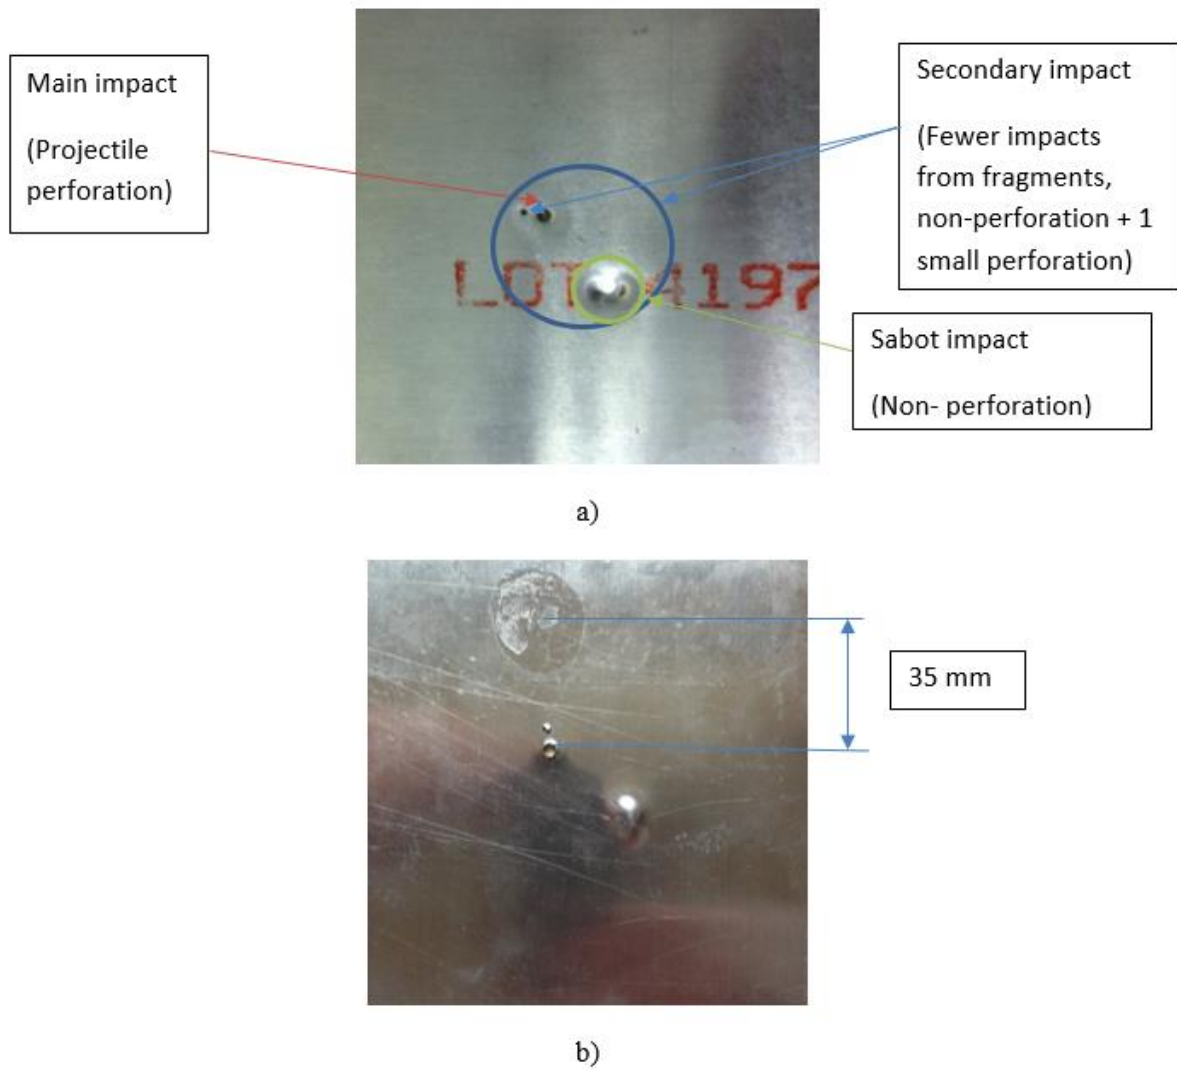 Main impact
(Projectile
perforation)
Secondary impact
(Fewer impacts
from fragments,
non-perforation + 1
small perforation)
LOT 4197
Sabot impact
(Non- perforation)
a)
35 mm
b)